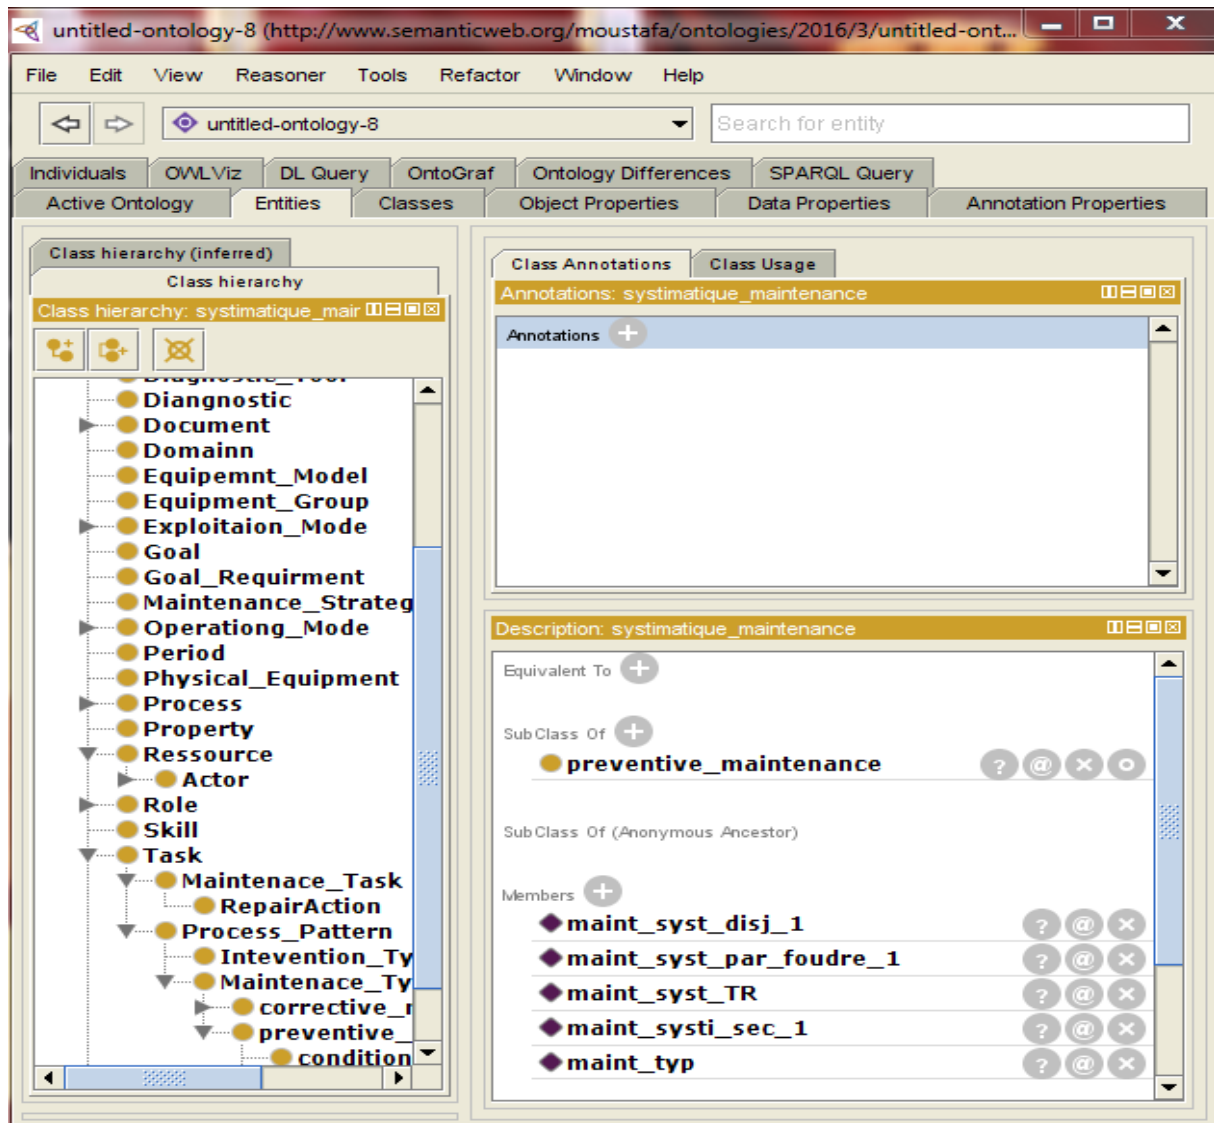 untitled-ontology-8 (http://www.semanticweb.org/moustafa/ontologies/2016/3/untitled-ont...
File Edit View Reasoner Tools Refactor Window Help
untitled-ontology-8
Search for entity
Individuals OWLViz DL Query OntoGraf Ontology Differences SPARQL Query
Active Ontology Entities Classes Object Properties Data Properties Annotation Properties
Class hierarchy (inferred)
Class hierarchy
Class hierarchy: systimatique_mair
Diagnostic_Tool
Diangnostic
Document
Domainn
Equipemnt_Model
Equipment_Group
Exploitaion_Mode
Goal
Goal_Requirment
Maintenance_Strateg
Operationg_Mode
Period
Physical_Equipment
Process
Property
Ressource
Actor
Role
Skill
Task
Maintenace_Task
RepairAction
Process_Pattern
Intevention_Ty
Maintenace_Ty
corrective_r
preventive_
condition
Class Annotations Class Usage
Annotations: systimatique_maintenance
Annotations
Description: systimatique_maintenance
Equivalent To
SubClass Of
preventive_maintenance
SubClass Of (Anonymous Ancestor)
Members
maint_syst_disj_1
maint_syst_par_foudre_1
maint_syst_TR
maint_systi_sec_1
maint_typ